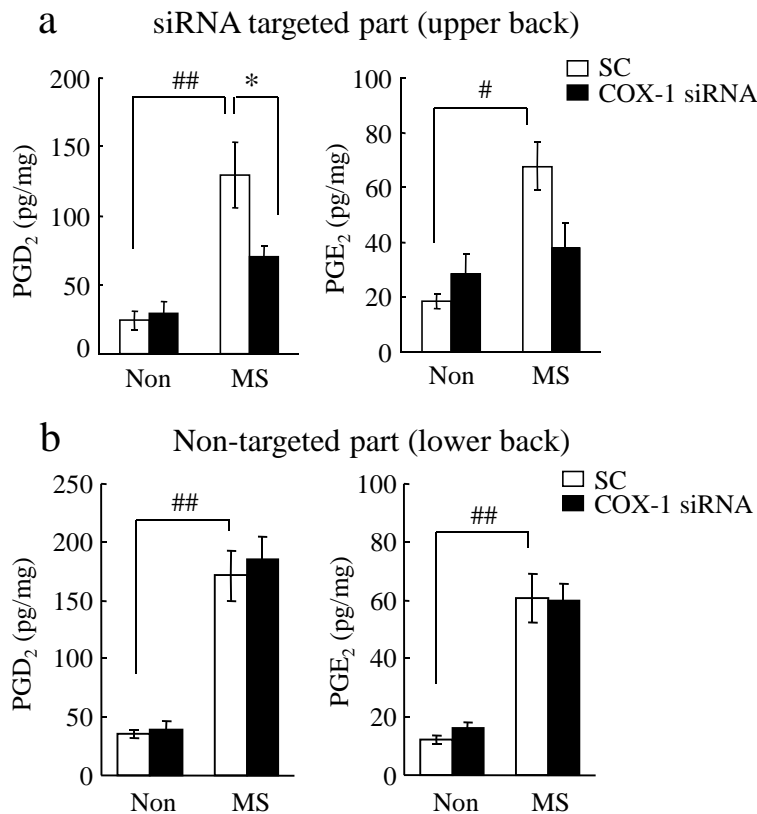 a siRNA targeted part (upper back)
SC
COX-1 siRNA
PGD₂ (pg/mg)
200
150
100
50
0
## *
Non MS
PGE₂ (pg/mg)
100
80
60
40
20
0
#
Non MS
b Non-targeted part (lower back)
SC
COX-1 siRNA
PGD₂ (pg/mg)
250
200
150
100
50
0
##
Non MS
PGE₂ (pg/mg)
100
80
60
40
20
0
##
Non MS